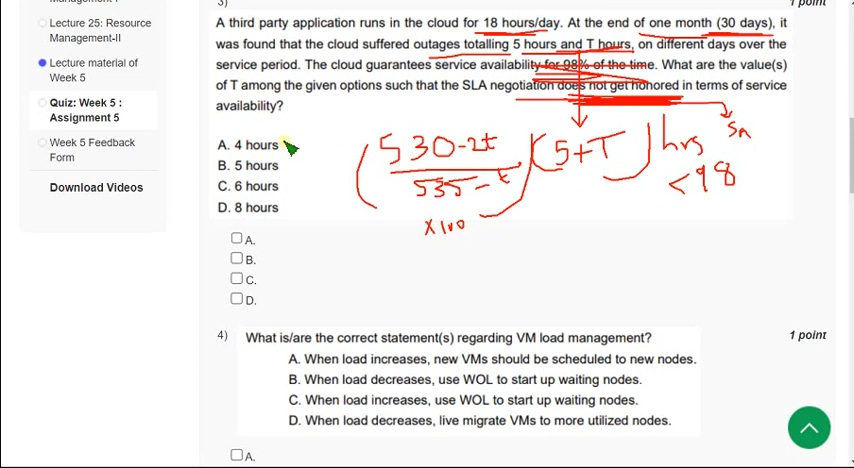 Lecture 25: Resource
Management-II
Lecture material of
Week 5
Quiz: Week 5 :
Assignment 5
Week 5 Feedback
Form
Download Videos
3)
1 point
A third party application runs in the cloud for 18 hours/day. At the end of one month (30 days), it
was found that the cloud suffered outages totalling 5 hours and T hours, on different days over the
service period. The cloud guarantees service availability for 98% of the time. What are the value(s)
of T among the given options such that the SLA negotiation does not get honored in terms of service
availability?
A. 4 hours
B. 5 hours
C. 6 hours
D. 8 hours
(530-2t
535-t) (5+T) hrs
<98
x100
A.
B.
C.
D.
4)
What is/are the correct statement(s) regarding VM load management?
1 point
A. When load increases, new VMs should be scheduled to new nodes.
B. When load decreases, use WOL to start up waiting nodes.
C. When load increases, use WOL to start up waiting nodes.
D. When load decreases, live migrate VMs to more utilized nodes.
A.